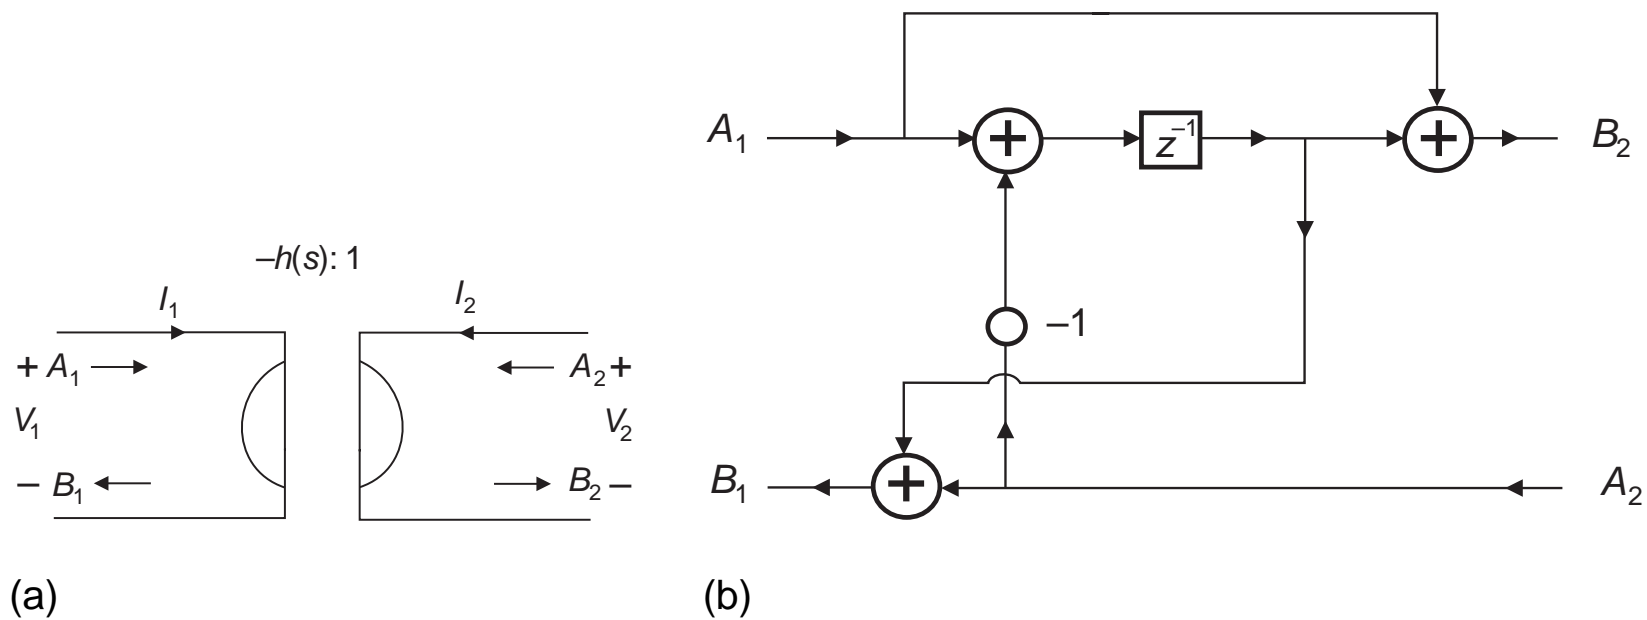 –h(s): 1
I1
I2
+ A1
A2 +
V1
V2
– B1
B2 –
(a)
A1
+
z–1
+
B2
–1
B1
+
A2
(b)